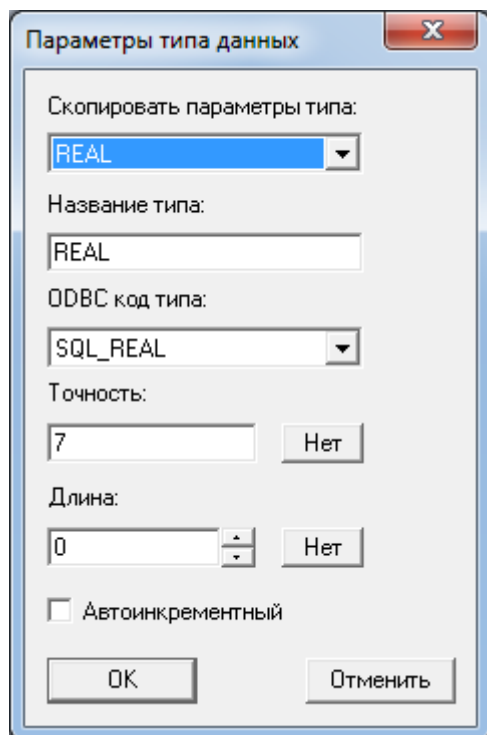 Параметры типа данных
Скопировать параметры типа:
REAL
Название типа:
REAL
ODBC код типа:
SQL_REAL
Точность:
7 Нет
Длина:
0 Нет
Автоинкрементный
OK Отменить